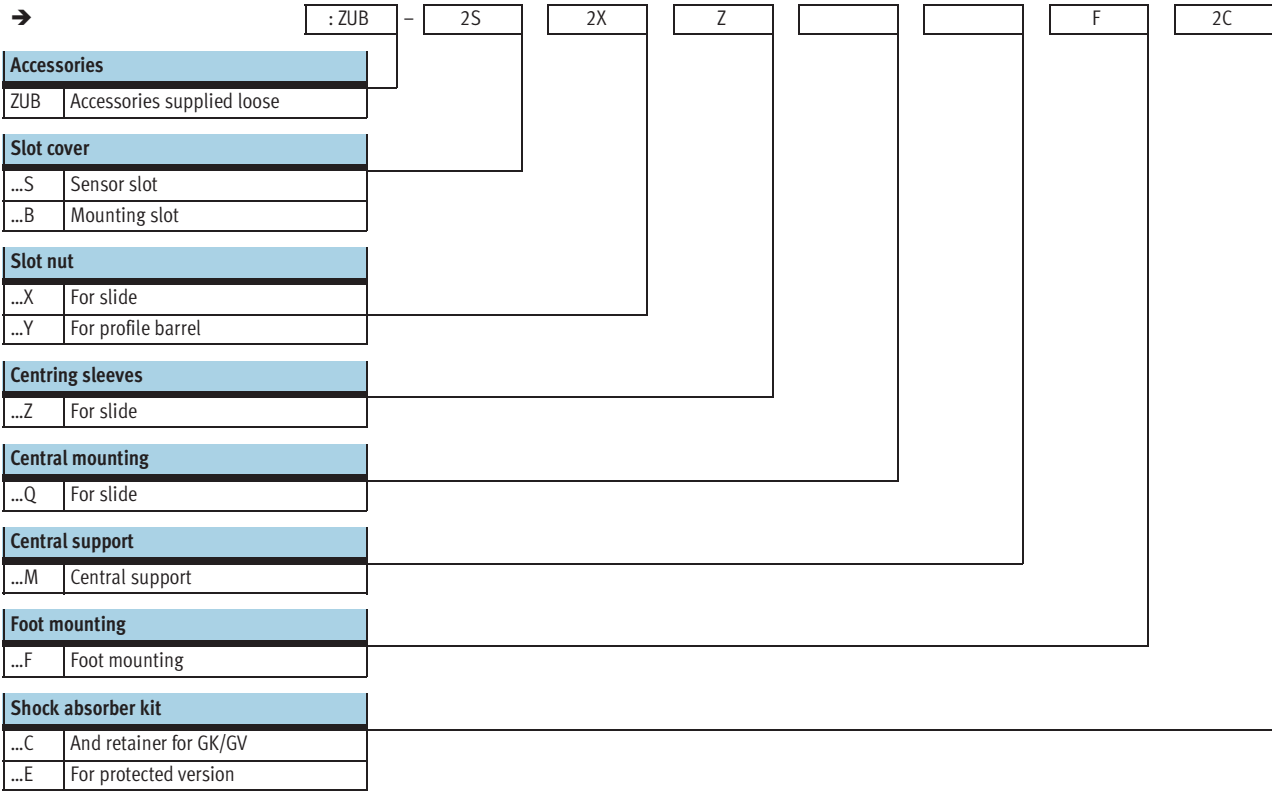 ➔ : ZUB – 2S 2X Z F 2C
Accessories
ZUB Accessories supplied loose
Slot cover
...S Sensor slot
...B Mounting slot
Slot nut
...X For slide
...Y For profile barrel
Centring sleeves
...Z For slide
Central mounting
...Q For slide
Central support
...M Central support
Foot mounting
...F Foot mounting
Shock absorber kit
...C And retainer for GK/GV
...E For protected version